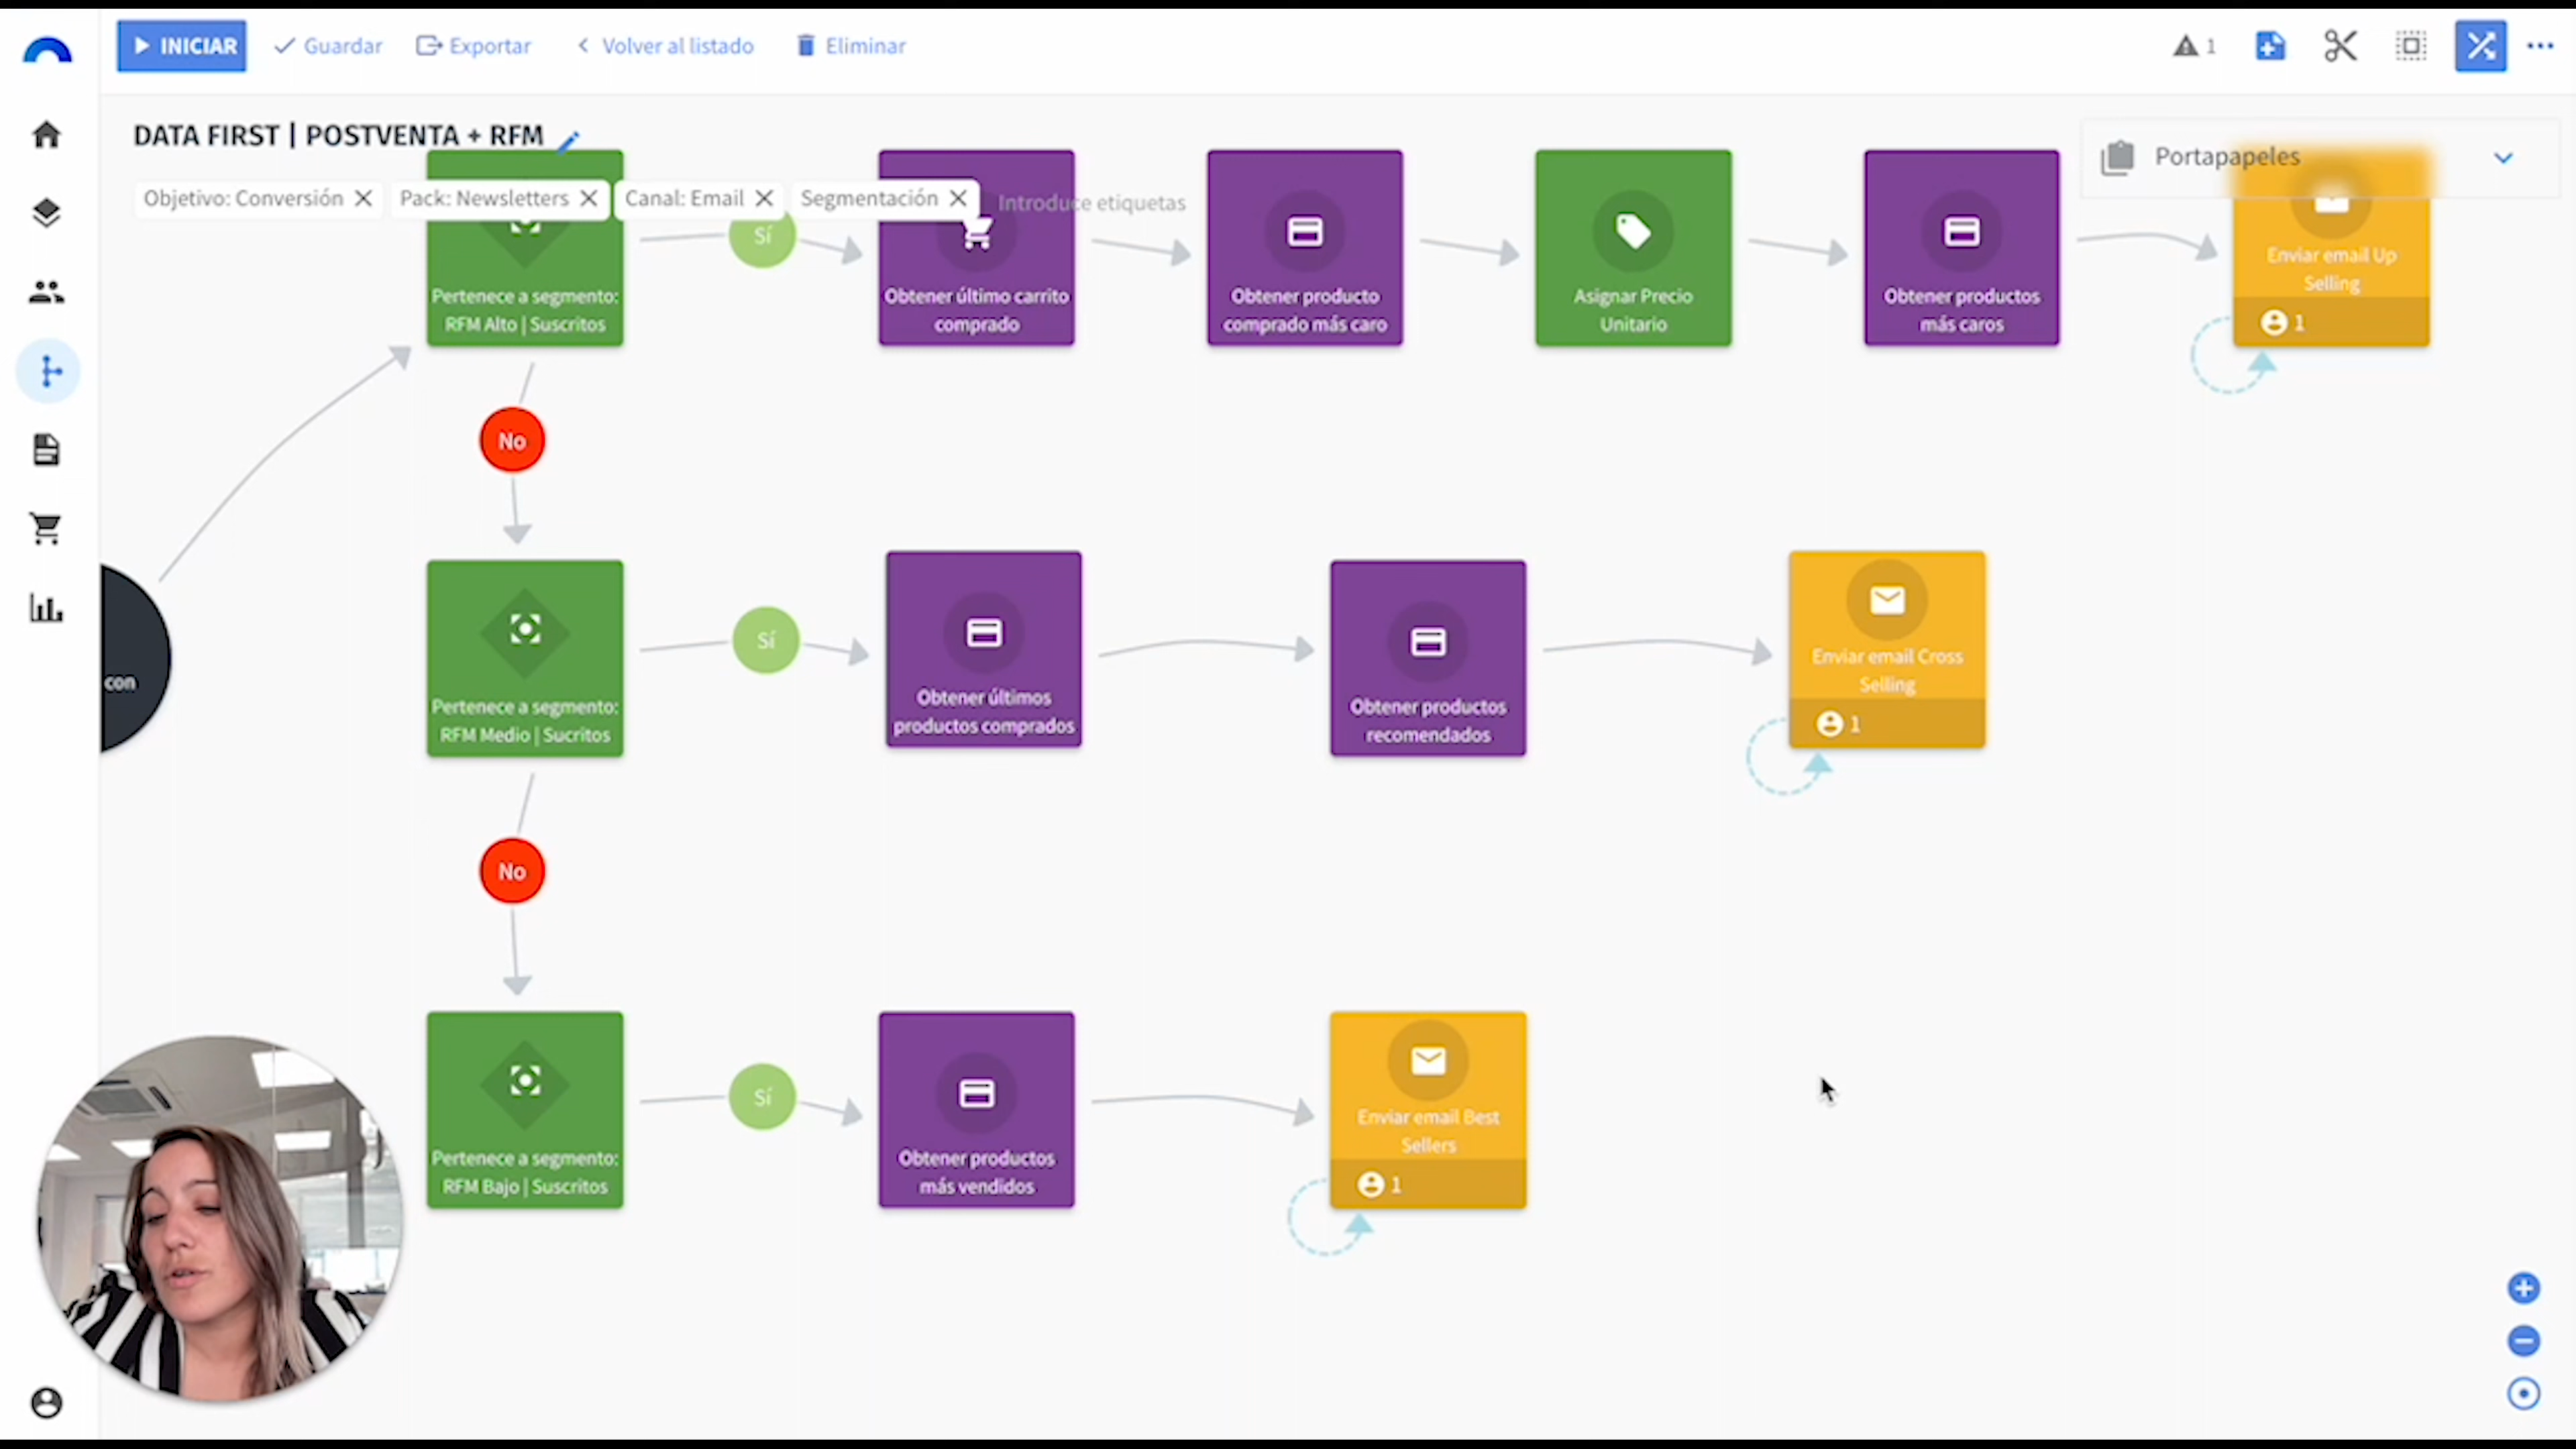 INICIAR
Guardar
Exportar
Volver al listado
Eliminar
1
DATA FIRST | POSTVENTA + RFM
Portapapeles
Objetivo: Conversión
Pack: Newsletters
Canal: Email
Segmentación
Introduce etiquetas
Pertenece a segmento:
RFM Alto | Suscritos
Sí
Obtener último carrito
comprado
Obtener producto
comprado más caro
Asignar Precio
Unitario
Obtener productos
más caros
Enviar email Up
Selling
1
No
con
Pertenece a segmento:
RFM Medio | Sucritos
Sí
Obtener últimos
productos comprados
Obtener productos
recomendados
Enviar email Cross
Selling
1
No
Pertenece a segmento:
RFM Bajo | Suscritos
Sí
Obtener productos
más vendidos
Enviar email Best
Sellers
1